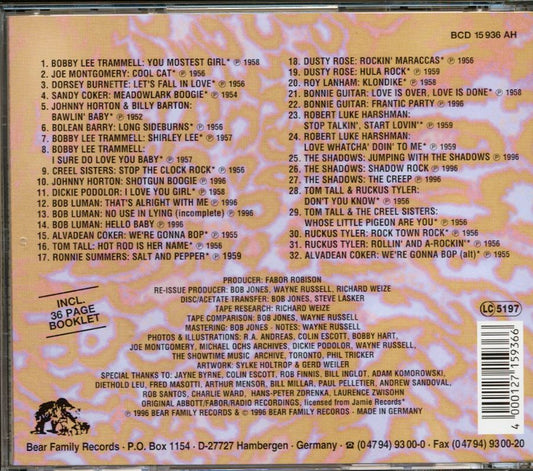 BCD 15 936 AH
1. BOBBY LEE TRAMMELL: YOU MOSTEST GIRL* ℗ 1958
2. JOE MONTGOMERY: COOL CAT* ℗ 1956
3. DORSEY BURNETTE: LET'S FALL IN LOVE* ℗ 1956
4. SANDY COKER: MEADOWLARK BOOGIE* ℗ 1954
5. JOHNNY HORTON & BILLY BARTON:
BAWLIN' BABY* ℗ 1952
6. BOLEAN BARRY: LONG SIDEBURNS* ℗ 1956
7. BOBBY LEE TRAMMELL: SHIRLEY LEE* ℗ 1957
8. BOBBY LEE TRAMMELL:
I SURE DO LOVE YOU BABY* ℗ 1957
9. CREEL SISTERS: STOP THE CLOCK ROCK* ℗ 1956
10. JOHNNY HORTON: SHOTGUN BOOGIE ℗ 1996
11. DICKIE PODOLOR: I LOVE YOU GIRL ℗ 1958
12. BOB LUMAN: THAT'S ALRIGHT WITH ME ℗ 1996
13. BOB LUMAN: NO USE IN LYING (incomplete) ℗ 1996
14. BOB LUMAN: HELLO BABY ℗ 1996
15. ALVADEAN COKER: WE'RE GONNA BOP* ℗ 1955
16. TOM TALL: HOT ROD IS HER NAME* ℗ 1956
17. RONNIE SUMMERS: SALT AND PEPPER ℗ *1959
18. DUSTY ROSE: ROCKIN' MARACCAS* ℗ 1956
19. DUSTY ROSE: HULA ROCK* ℗ 1959
20. ROY LANHAM: KLONDIKE* ℗ 1958
21. BONNIE GUITAR: LOVE IS OVER, LOVE IS DONE* ℗ 1958
22. BONNIE GUITAR: FRANTIC PARTY ℗ 1996
23. ROBERT LUKE HARSHMAN:
STOP TALKIN', START LOVIN'* ℗ 1959
24. ROBERT LUKE HARSHMAN:
LOVE WHATCHA' DOIN' TO ME* ℗ 1959
25. THE SHADOWS: JUMPING WITH THE SHADOWS ℗ 1996
26. THE SHADOWS: SHADOW ROCK ℗ 1996
27. THE SHADOWS: THE CREEP ℗ 1996
28. TOM TALL & RUCKUS TYLER:
DON'T YOU KNOW* ℗ 1956
29. TOM TALL & THE CREEL SISTERS:
WHOSE LITTLE PIGEON ARE YOU* ℗ 1956
30. RUCKUS TYLER: ROCK TOWN ROCK* ℗ 1956
31. RUCKUS TYLER: ROLLIN' AND A-ROCKIN'* ℗ 1956
32. ALVADEAN COKER: WE'RE GONNA BOP (alt)* ℗ 1955
INCL.
36 PAGE
BOOKLET
PRODUCER: FABOR ROBISON
RE-ISSUE PRODUCER: BOB JONES, WAYNE RUSSELL, RICHARD WEIZE
DISC/ACETATE TRANSFER: BOB JONES, STEVE LASKER
TAPE RESEARCH: RICHARD WEIZE
TAPE COMPARISON: BOB JONES, WAYNE RUSSELL
MASTERING: BOB JONES - NOTES: WAYNE RUSSELL
PHOTOS & ILLUSTRATIONS: R.A. ANDREAS, COLIN ESCOTT, BOBBY HART,
JOE MONTGOMERY, MICHAEL OCHS ARCHIVES, DICKIE PODOLOR, WAYNE RUSSELL,
THE SHOWTIME MUSIC ARCHIVE, TORONTO, PHIL TRICKER
ARTWORK: SYLKE HOLTROP & GERD WEILER
SPECIAL THANKS TO: JAYNE BYRNE, COLIN ESCOTT, ROB FINNIS, BILL INGLOT, ADAM KOMOROWSKI,
DIETHOLD LEU, FRED MASOTTI, ARTHUR MENSOR, BILL MILLAR, PAUL PELLETIER, ANDREW SANDOVAL,
ROB SANTOS, CHARLIE WARD, HANS-PETER ZORENKA, LAURENCE ZWISOHN
ORIGINAL ABBOTT/FABOR/RADIO RECORDINGS, licensed from Jamie Records*
℗ 1996 BEAR FAMILY RECORDS · © 1996 BEAR FAMILY RECORDS · MADE IN GERMANY
LC 5197
4 000127 159366
Bear Family Records · P.O. Box 1154 · D-27727 Hambergen · Germany · ☎ (0 47 94) 93 00-0 · Fax (0 47 94) 93 00-20